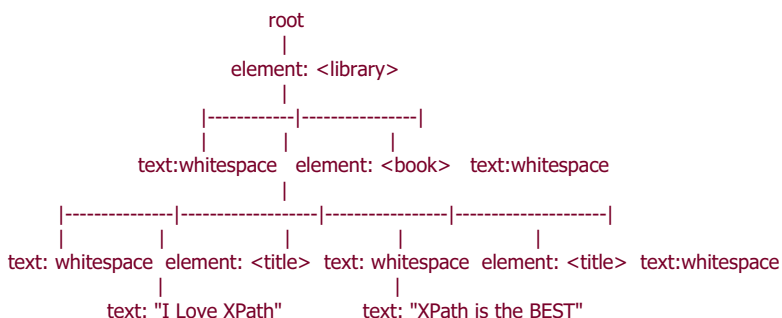 root
|
element: <library>
|
|------------|----------------|
| | |
text:whitespace element: <book> text:whitespace
|
|---------------|-------------------|-----------------|---------------------|
| | | | |
text: whitespace element: <title> text: whitespace element: <title> text:whitespace
| |
text: "I Love XPath" text: "XPath is the BEST"